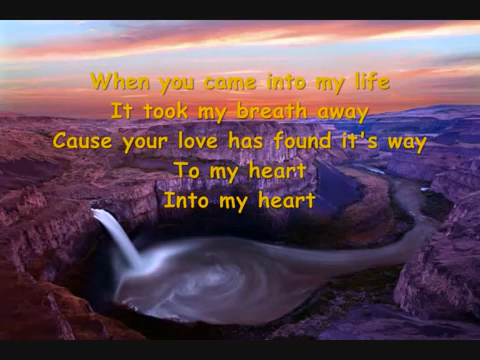 When you came into my life
It took my breath away
Cause your love has found it's way
To my heart
Into my heart